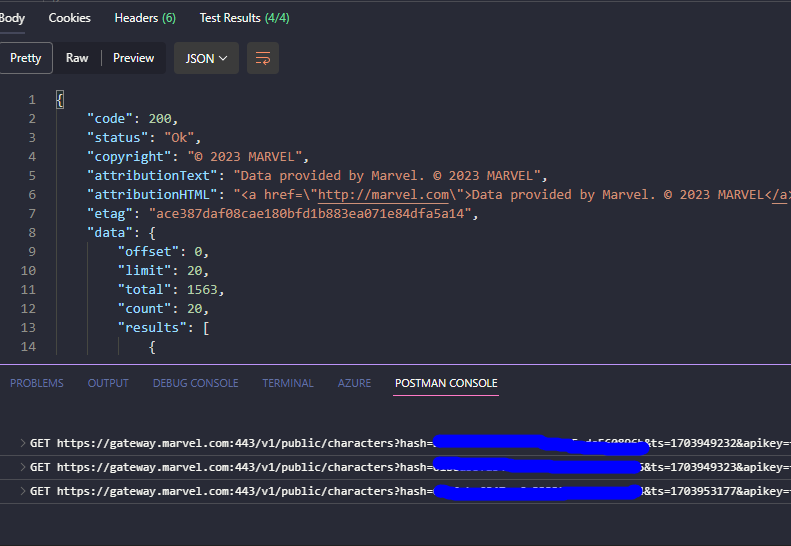 Body Cookies Headers (6) Test Results (4/4)
Pretty Raw Preview JSON
1 {
2 "code": 200,
3 "status": "Ok",
4 "copyright": "© 2023 MARVEL",
5 "attributionText": "Data provided by Marvel. © 2023 MARVEL",
6 "attributionHTML": "<a href=\"http://marvel.com\">Data provided by Marvel. © 2023 MARVEL</a>
7 "etag": "ace387daf08cae180bfd1b883ea071e84dfa5a14",
8 "data": {
9 "offset": 0,
10 "limit": 20,
11 "total": 1563,
12 "count": 20,
13 "results": [
14 {
PROBLEMS OUTPUT DEBUG CONSOLE TERMINAL AZURE POSTMAN CONSOLE
GET https://gateway.marvel.com:443/v1/public/characters?hash= &ts=1703949232&apikey=
GET https://gateway.marvel.com:443/v1/public/characters?hash= &ts=1703949323&apikey=
GET https://gateway.marvel.com:443/v1/public/characters?hash= &ts=1703953177&apikey=